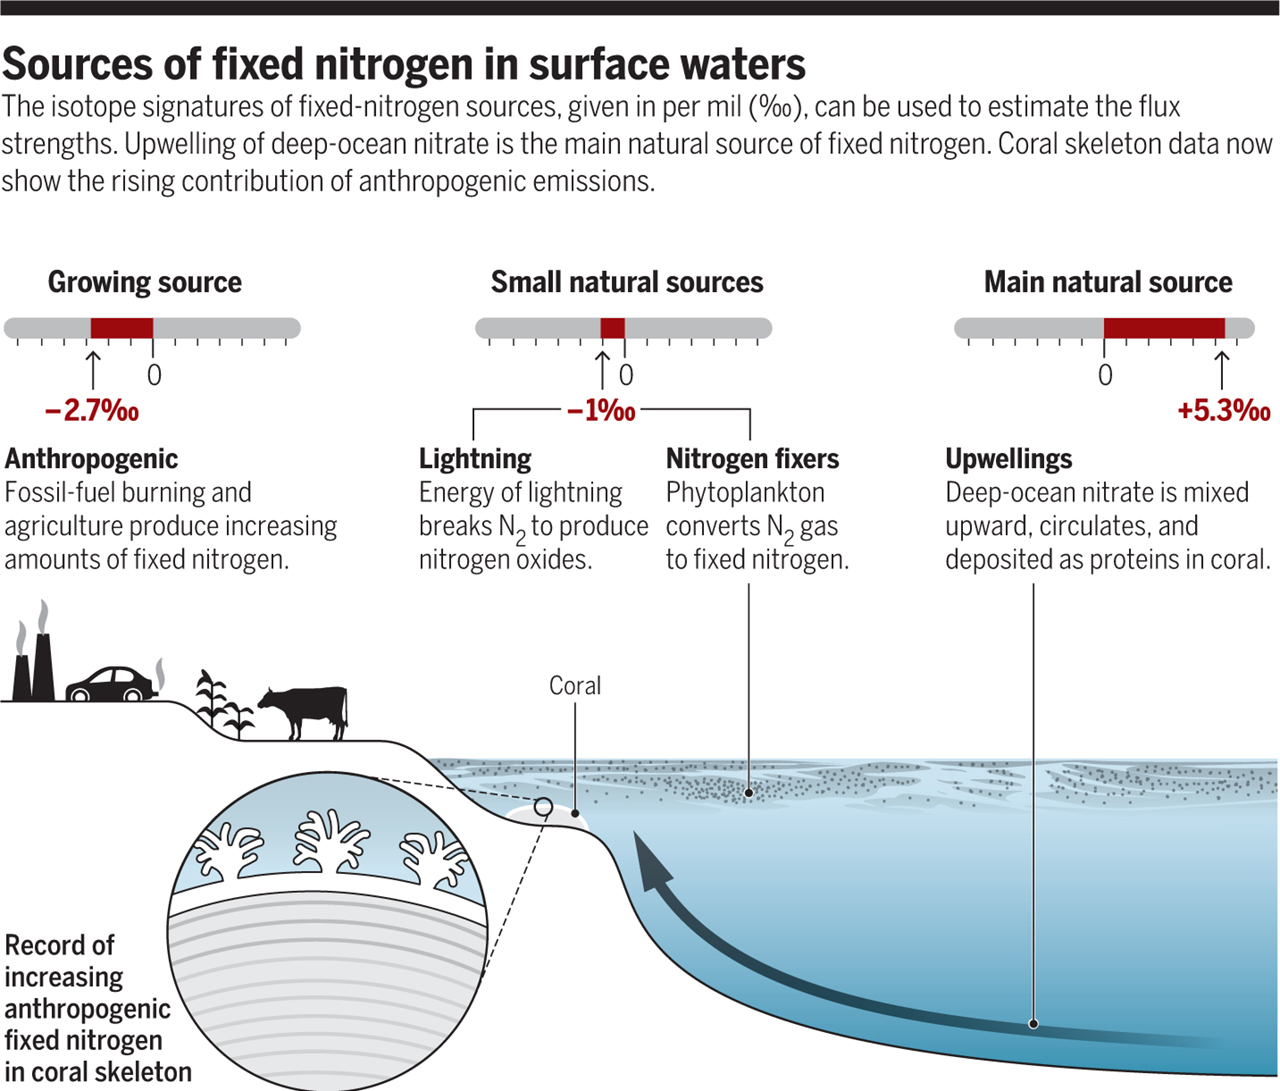 Sources of fixed nitrogen in surface waters
The isotope signatures of fixed-nitrogen sources, given in per mil (‰), can be used to estimate the flux
strengths. Upwelling of deep-ocean nitrate is the main natural source of fixed nitrogen. Coral skeleton data now
show the rising contribution of anthropogenic emissions.
Growing source
0
–2.7‰
Anthropogenic
Fossil-fuel burning and
agriculture produce increasing
amounts of fixed nitrogen.
Small natural sources
0
–1‰
Lightning
Energy of lightning
breaks N₂ to produce
nitrogen oxides.
Nitrogen fixers
Phytoplankton
converts N₂ gas
to fixed nitrogen.
Main natural source
0
+5.3‰
Upwellings
Deep-ocean nitrate is mixed
upward, circulates, and
deposited as proteins in coral.
Coral
Record of
increasing
anthropogenic
fixed nitrogen
in coral skeleton